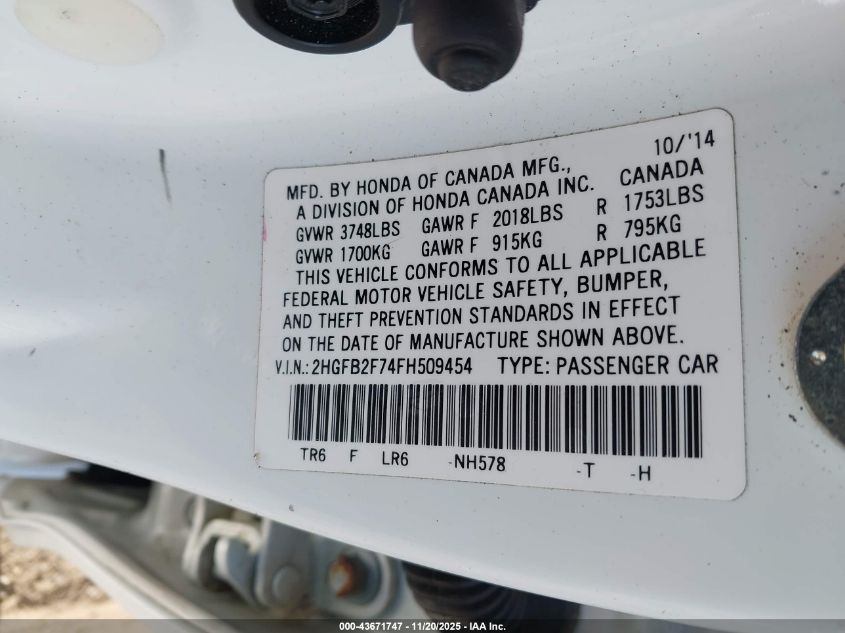 10/'14
MFD. BY HONDA OF CANADA MFG., CANADA
A DIVISION OF HONDA CANADA INC.
GVWR 3748LBS GAWR F 2018LBS R 1753LBS
GVWR 1700KG GAWR F 915KG R 795KG
THIS VEHICLE CONFORMS TO ALL APPLICABLE
FEDERAL MOTOR VEHICLE SAFETY, BUMPER,
AND THEFT PREVENTION STANDARDS IN EFFECT
ON THE DATE OF MANUFACTURE SHOWN ABOVE.
V.I.N.: 2HGFB2F74FH509454 TYPE: PASSENGER CAR
TR6 F LR6 -NH578 -T -H
000-43671747 - 11/20/2025 - IAA Inc.